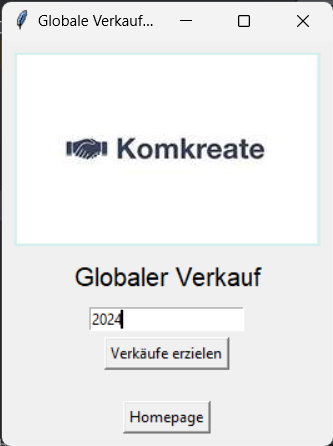 Globale Verkauf...
Komkreate
Globaler Verkauf
2024
Verkäufe erzielen
Homepage